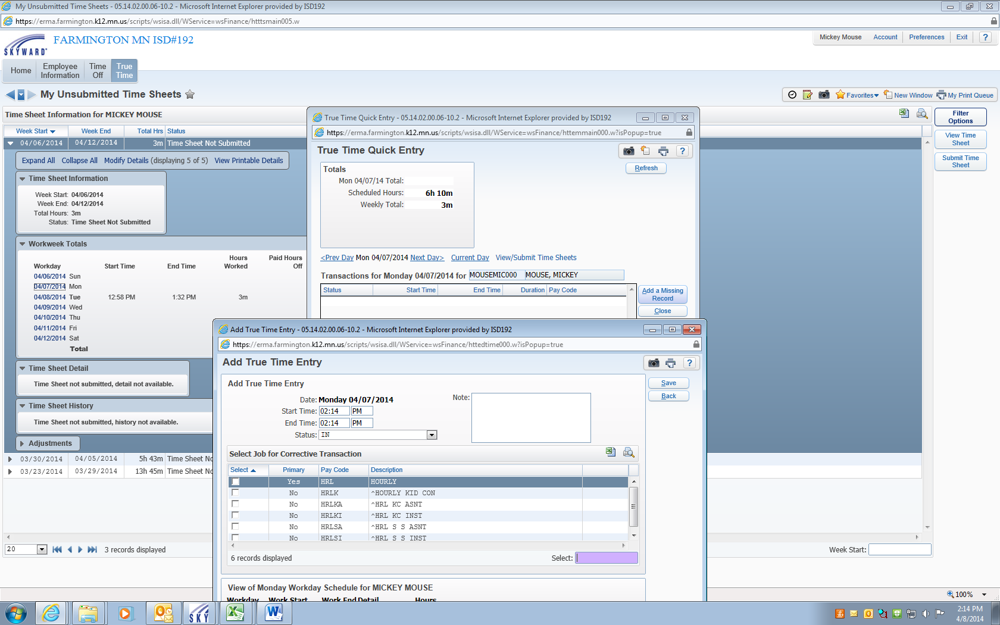 My Unsubmitted Time Sheets - 05.14.02.00.06-10.2 - Microsoft Internet Explorer provided by ISD192
https://erma.farmington.k12.mn.us/scripts/wsisa.dll/WService=wsFinance/htttsmain005.w
SKYWARD
FARMINGTON MN ISD#192
Mickey Mouse Account Preferences Exit ?
Home Employee Information Time Off True Time
My Unsubmitted Time Sheets
Favorites New Window My Print Queue
Time Sheet Information for MICKEY MOUSE
Filter Options
View Time Sheet
Submit Time Sheet
Week Start Week End Total Hrs Status
04/06/2014 04/12/2014 3m Time Sheet Not Submitted
Expand All Collapse All Modify Details (displaying 5 of 5) View Printable Details
Time Sheet Information
Week Start: 04/06/2014
Week End: 04/12/2014
Total Hours: 3m
Status: Time Sheet Not Submitted
Workweek Totals
Workday Start Time End Time Hours Worked Paid Hours Off
04/06/2014 Sun
04/07/2014 Mon
04/08/2014 Tue 12:58 PM 1:32 PM 3m
04/09/2014 Wed
04/10/2014 Thu
04/11/2014 Fri
04/12/2014 Sat
Total
Time Sheet Detail
Time Sheet not submitted, detail not available.
Time Sheet History
Time Sheet not submitted, history not available.
Adjustments
03/30/2014 04/05/2014 5h 43m Time Sheet No
03/23/2014 03/29/2014 13h 45m Time Sheet No
20 3 records displayed
Week Start:
True Time Quick Entry - 05.14.02.00.06-10.2 - Microsoft Internet Explorer provided by ISD192
https://erma.farmington.k12.mn.us/scripts/wsisa.dll/WService=wsFinance/httemmain000.w?isPopup=true
True Time Quick Entry
?
Refresh
Totals
Mon 04/07/14 Total:
Scheduled Hours: 6h 10m
Weekly Total: 3m
<Prev Day Mon 04/07/2014 Next Day> Current Day View/Submit Time Sheets
Transactions for Monday 04/07/2014 for MOUSEMIC000 MOUSE, MICKEY
Status Start Time End Time Duration Pay Code
Add a Missing Record
Close
Add True Time Entry - 05.14.02.00.06-10.2 - Microsoft Internet Explorer provided by ISD192
https://erma.farmington.k12.mn.us/scripts/wsisa.dll/WService=wsFinance/httedtime000.w?isPopup=true
Add True Time Entry
?
Save
Back
Add True Time Entry
Date: Monday 04/07/2014
Note:
Start Time: 02:14 PM
End Time: 02:14 PM
Status: IN
Select Job for Corrective Transaction
Select Primary Pay Code Description
Yes HRL HOURLY
No HRLK ^HOURLY KID CON
No HRLKA ^HRL KC ASNT
No HRLKI ^HRL KC INST
No HRLSA ^HRL S S ASNT
No HRLSI ^HRL S S INST
6 records displayed
Select:
View of Monday Workday Schedule for MICKEY MOUSE
Workday Work Start Work End Detail Hours
100%
SKY
2:14 PM
4/8/2014